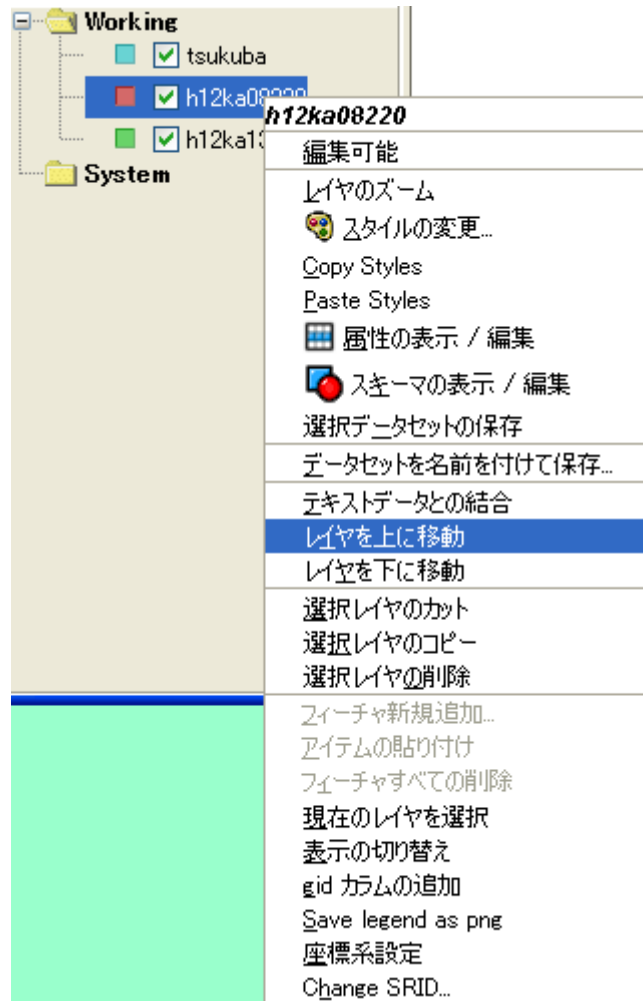 Working
tsukuba
h12ka08220
h12ka1
System
h12ka08220
編集可能
レイヤのズーム
スタイルの変更...
Copy Styles
Paste Styles
属性の表示 / 編集
スキーマの表示 / 編集
選択データセットの保存
データセットを名前を付けて保存...
テキストデータとの結合
レイヤを上に移動
レイヤを下に移動
選択レイヤのカット
選択レイヤのコピー
選択レイヤの削除
フィーチャ新規追加...
アイテムの貼り付け
フィーチャすべての削除
現在のレイヤを選択
表示の切り替え
gid カラムの追加
Save legend as png
座標系設定
Change SRID...